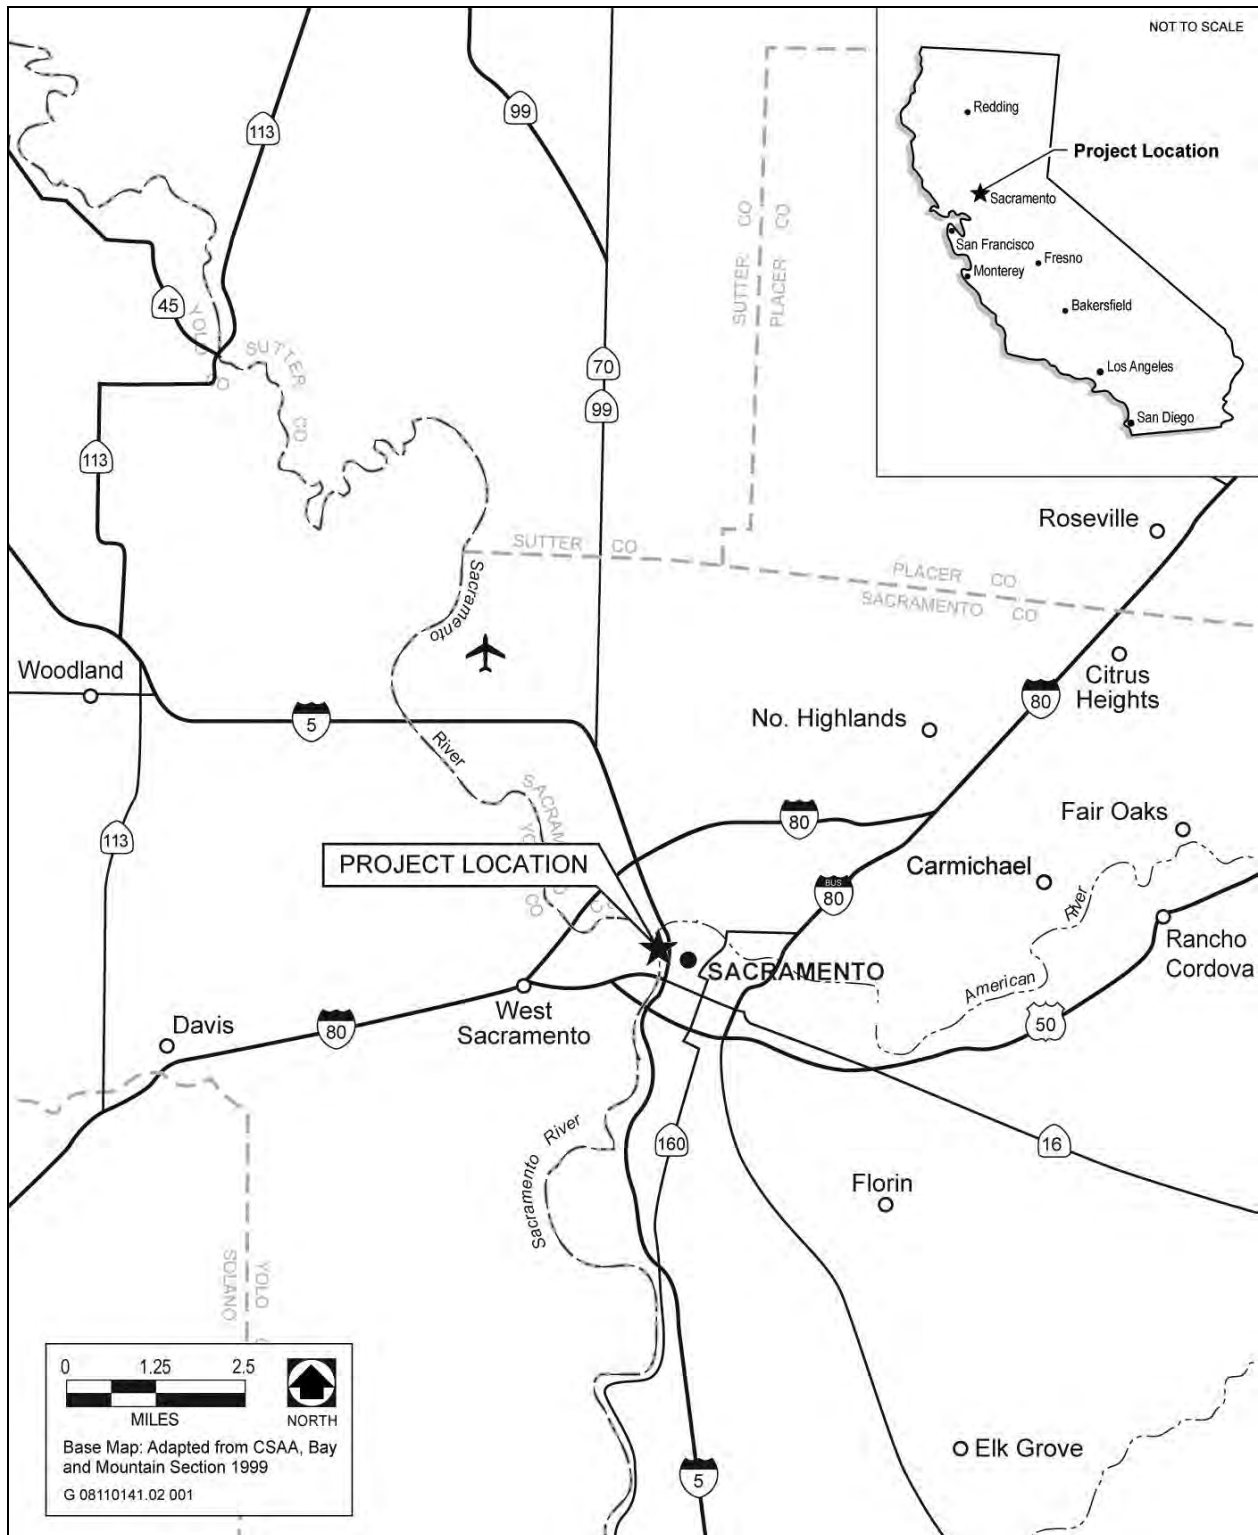 NOT TO SCALE
Redding
Project Location
Sacramento
San Francisco
Monterey
Fresno
Bakersfield
Los Angeles
San Diego
113
99
45
YOLO
CO
SUTTER
CO
SUTTER CO
PLACER CO
70
99
113
Roseville
SUTTER CO
PLACER CO
SACRAMENTO CO
Sacramento
River
Woodland
5
Citrus
Heights
80
No. Highlands
113
80
Fair Oaks
PROJECT LOCATION
CO
Carmichael
BUS
80
River
American
Rancho
Cordova
SACRAMENTO
West
Sacramento
Davis
80
50
Sacramento River
160
16
Florin
SOLANO
YOLO
0 1.25 2.5
MILES
NORTH
Base Map: Adapted from CSAA, Bay
and Mountain Section 1999
G 08110141.02 001
Elk Grove
5